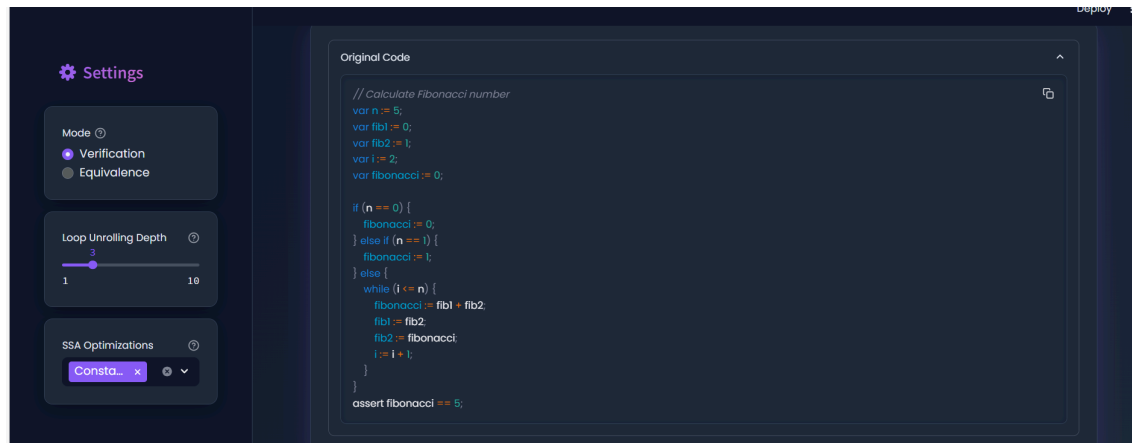 Deploy
Settings
Mode
Verification
Equivalence
Loop Unrolling Depth
3
1 10
SSA Optimizations
Consta... x
Original Code
// Calculate Fibonacci number
var n := 5;
var fib1 := 0;
var fib2 := 1;
var i := 2;
var fibonacci := 0;
if (n == 0) {
fibonacci := 0;
} else if (n == 1) {
fibonacci := 1;
} else {
while (i <= n) {
fibonacci := fib1 + fib2;
fib1 := fib2;
fib2 := fibonacci;
i := i + 1;
}
}
assert fibonacci == 5;